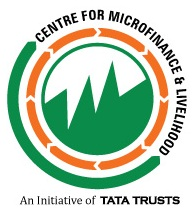 CENTRE FOR MICROFINANCE & LIVELIHOOD
An Initiative of TATA TRUSTS